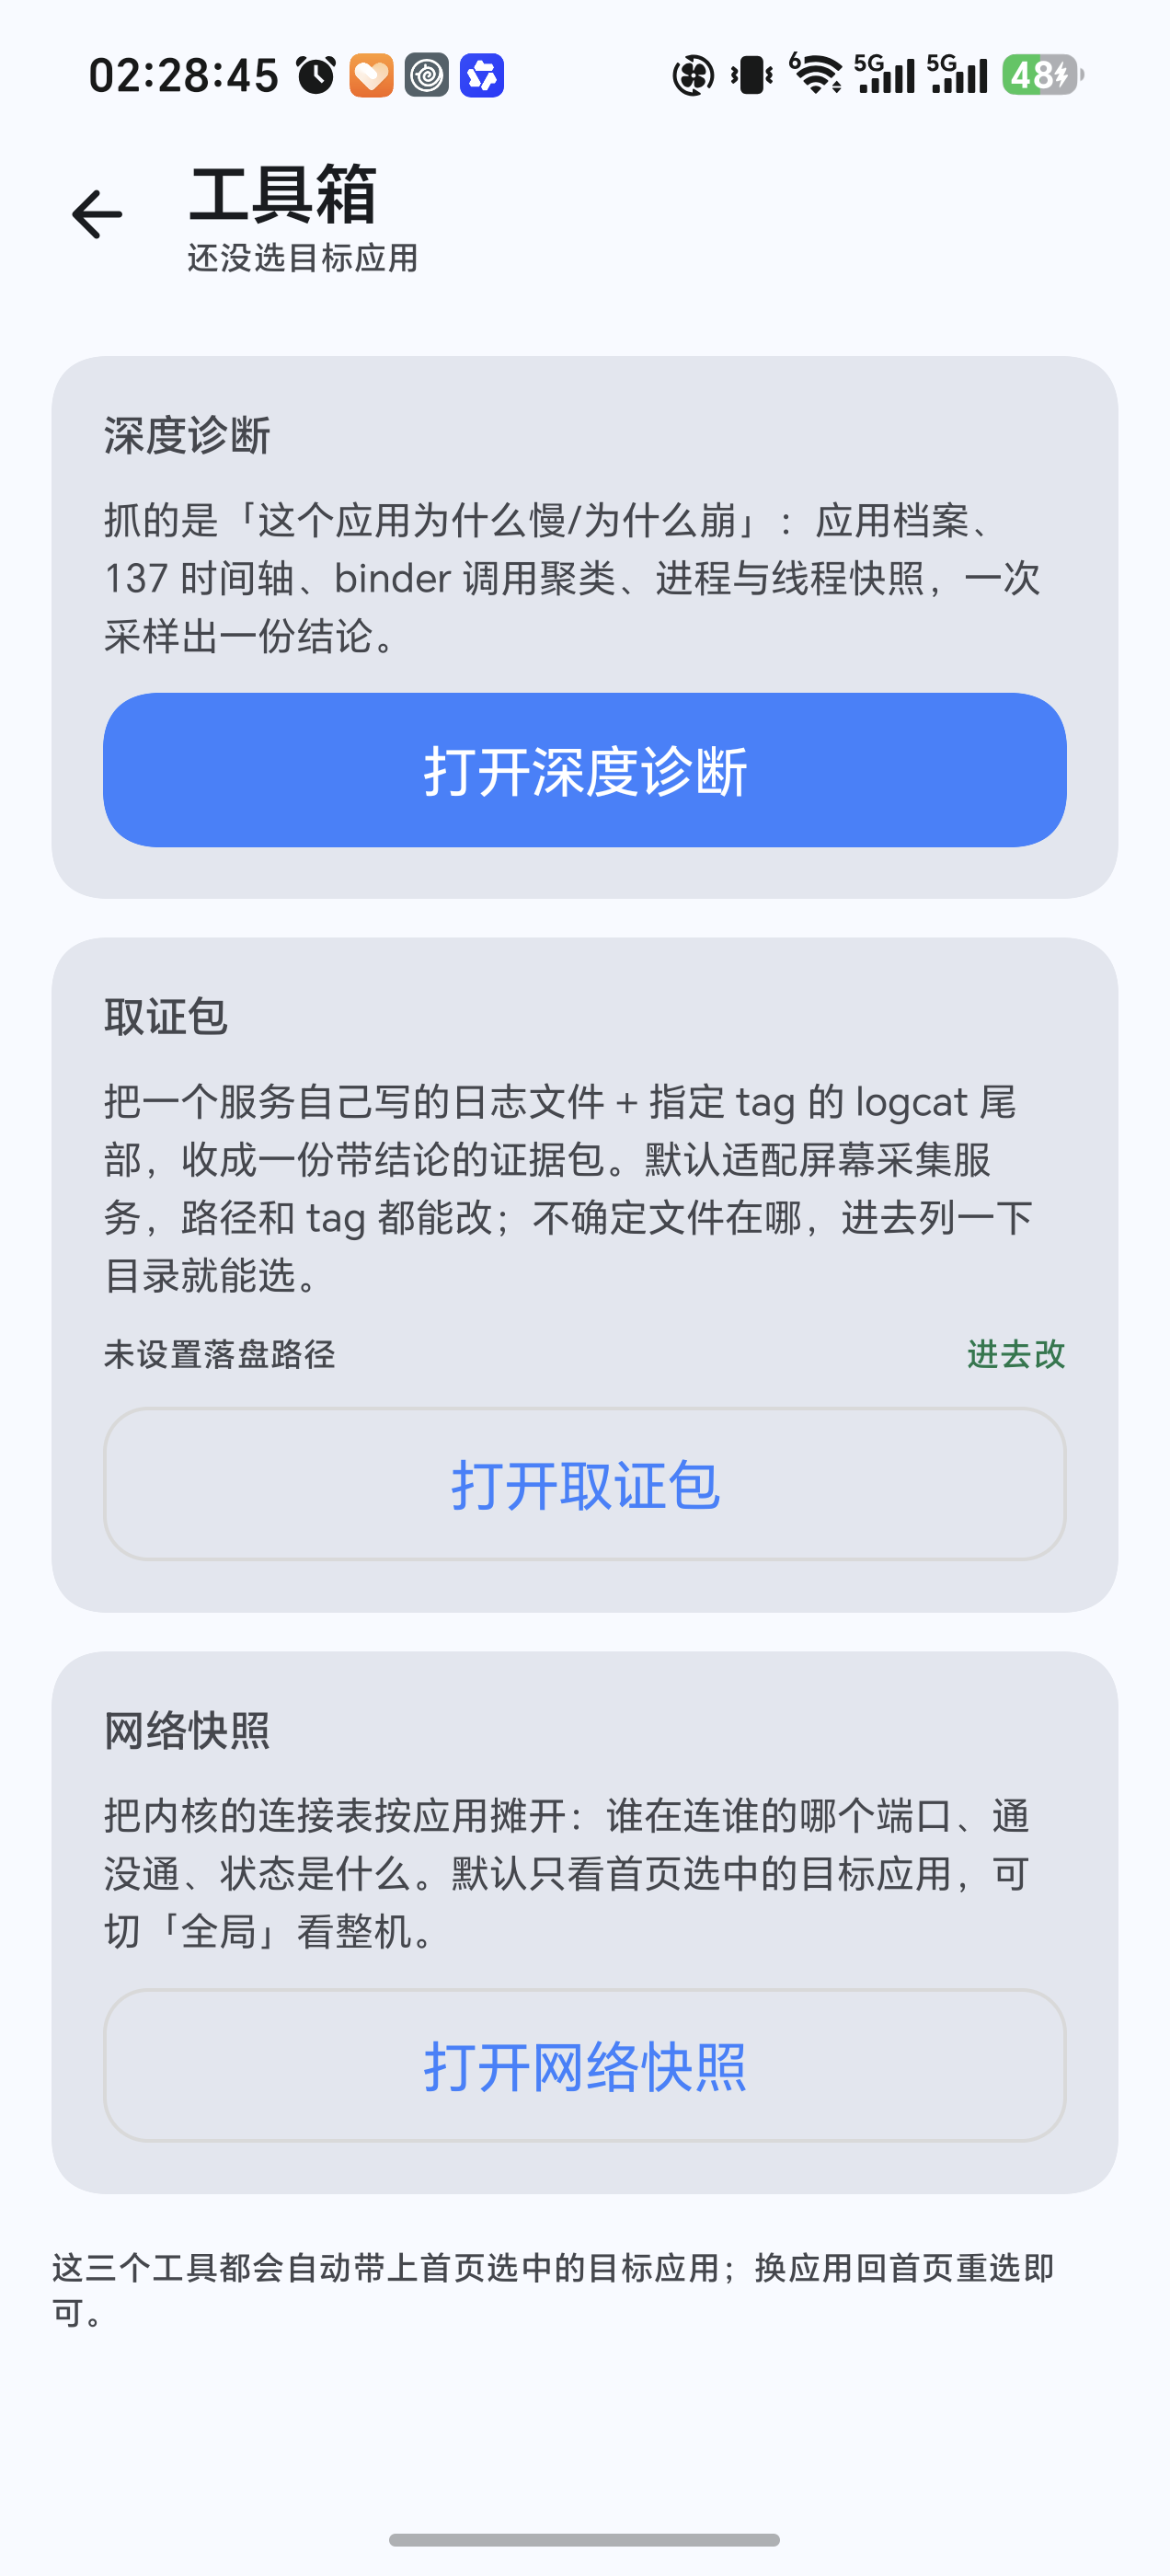 02:28:45
6
5G
5G
48
工具箱
还没选目标应用
深度诊断
抓的是「这个应用为什么慢/为什么崩」：应用档案、
137 时间轴、binder 调用聚类、进程与线程快照，一次
采样出一份结论。
打开深度诊断
取证包
把一个服务自己写的日志文件 + 指定 tag 的 logcat 尾
部，收成一份带结论的证据包。默认适配屏幕采集服
务，路径和 tag 都能改；不确定文件在哪，进去列一下
目录就能选。
未设置落盘路径
进去改
打开取证包
网络快照
把内核的连接表按应用摊开：谁在连谁的哪个端口、通
没通、状态是什么。默认只看首页选中的目标应用，可
切「全局」看整机。
打开网络快照
这三个工具都会自动带上首页选中的目标应用；换应用回首页重选即
可。